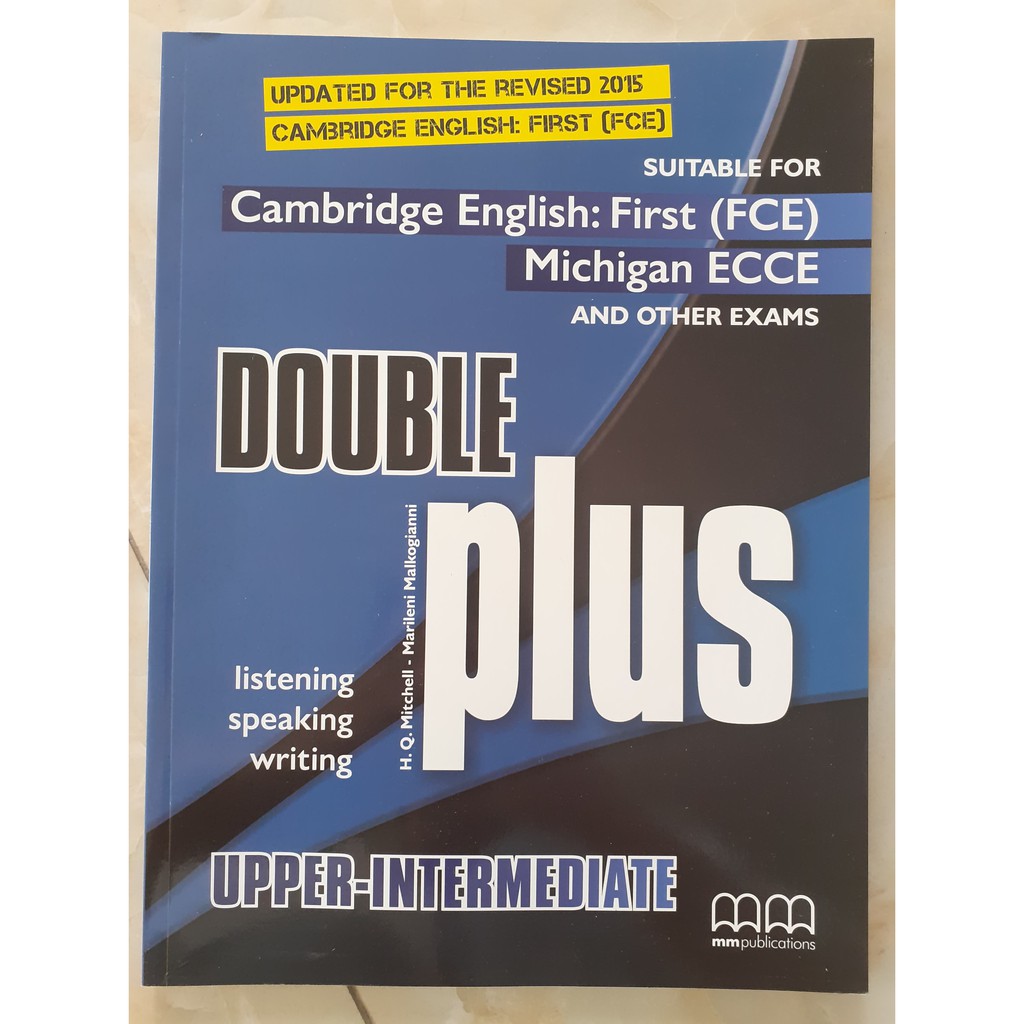 UPDATED FOR THE REVISED 2015
CAMBRIDGE ENGLISH: FIRST (FCE)
SUITABLE FOR
Cambridge English: First (FCE)
Michigan ECCE
AND OTHER EXAMS
DOUBLE
plus
H. Q. Mitchell - Marileni Malkogianni
listening
speaking
writing
UPPER-INTERMEDIATE
mm
mmpublications